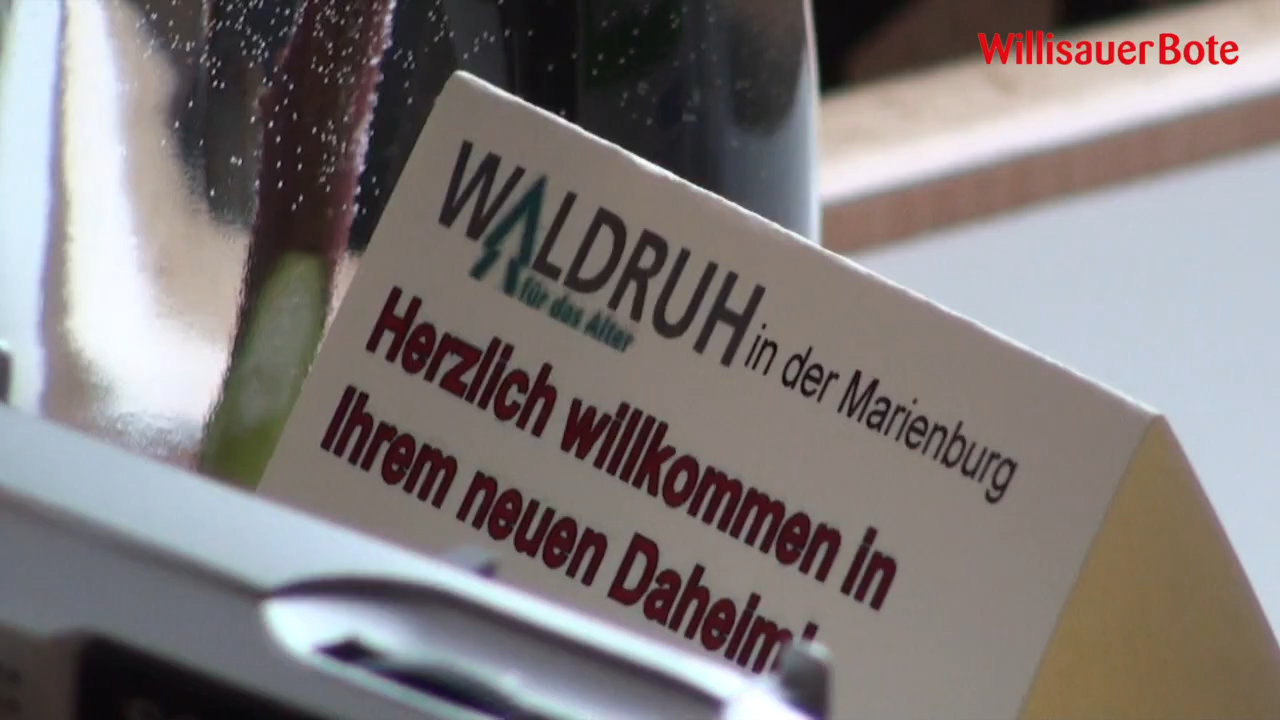 Willisauer Bote
WALDRUH in der Marienburg
für das Alter
Herzlich willkommen in
Ihrem neuen Daheim!